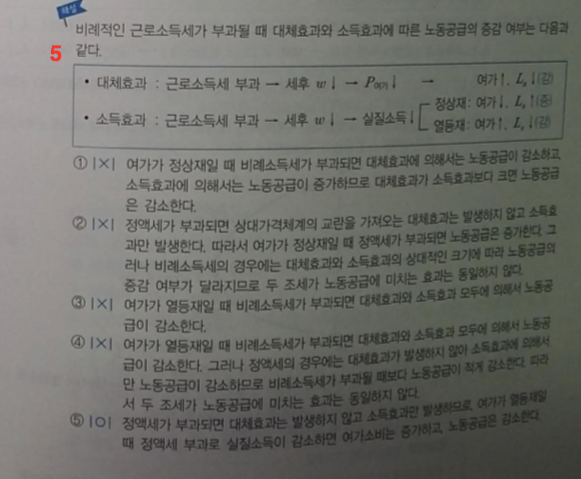 해설
비례적인 근로소득세가 부과될 때 대체효과와 소득효과에 따른 노동공급의 증감 여부는 다음과
5 같다.
• 대체효과 : 근로소득세 부과 → 세후 w↓ → P여가↓ → 여가↑, Ls↓(감)
• 소득효과 : 근로소득세 부과 → 세후 w↓ → 실질소득↓ 정상재: 여가↓, Ls↑(증)
열등재: 여가↑, Ls↓(감)
① |×| 여가가 정상재일 때 비례소득세가 부과되면 대체효과에 의해서는 노동공급이 감소하고,
소득효과에 의해서는 노동공급이 증가하므로 대체효과가 소득효과보다 크면 노동공급
은 감소한다.
② |×| 정액세가 부과되면 상대가격체계의 교란을 가져오는 대체효과는 발생하지 않고 소득효
과만 발생한다. 따라서 여가가 정상재일 때 정액세가 부과되면 노동공급은 증가한다. 그
러나 비례소득세의 경우에는 대체효과와 소득효과의 상대적인 크기에 따라 노동공급의
증감 여부가 달라지므로 두 조세가 노동공급에 미치는 효과는 동일하지 않다.
③ |×| 여가가 열등재일 때 비례소득세가 부과되면 대체효과와 소득효과 모두에 의해서 노동공
급이 감소한다.
④ |×| 여가가 열등재일 때 비례소득세가 부과되면 대체효과와 소득효과 모두에 의해서 노동공
급이 감소한다. 그러나 정액세의 경우에는 대체효과가 발생하지 않아 소득효과에 의해서
만 노동공급이 감소하므로 비례소득세가 부과될 때보다 노동공급이 적게 감소한다. 따라
서 두 조세가 노동공급에 미치는 효과는 동일하지 않다.
⑤ |○| 정액세가 부과되면 대체효과는 발생하지 않고 소득효과만 발생하므로, 여가가 열등재일
때 정액세 부과로 실질소득이 감소하면 여가소비는 증가하고, 노동공급은 감소한다.